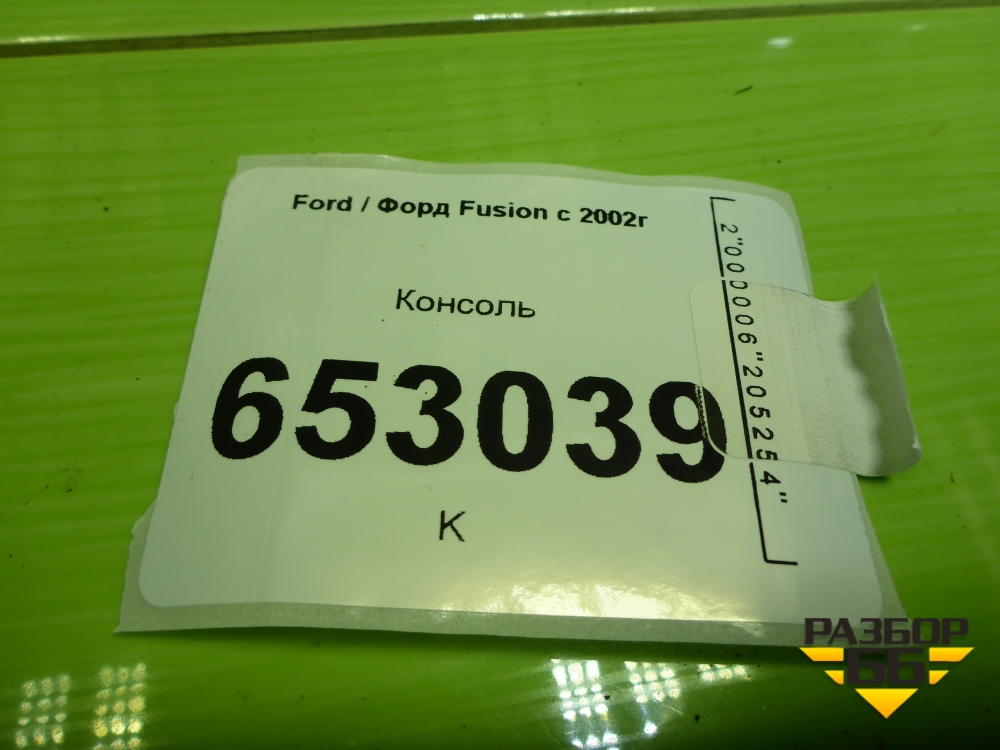 Ford / Форд Fusion с 2002г
Консоль
653039
К
2"000006"205254"
РАЗБОР
66